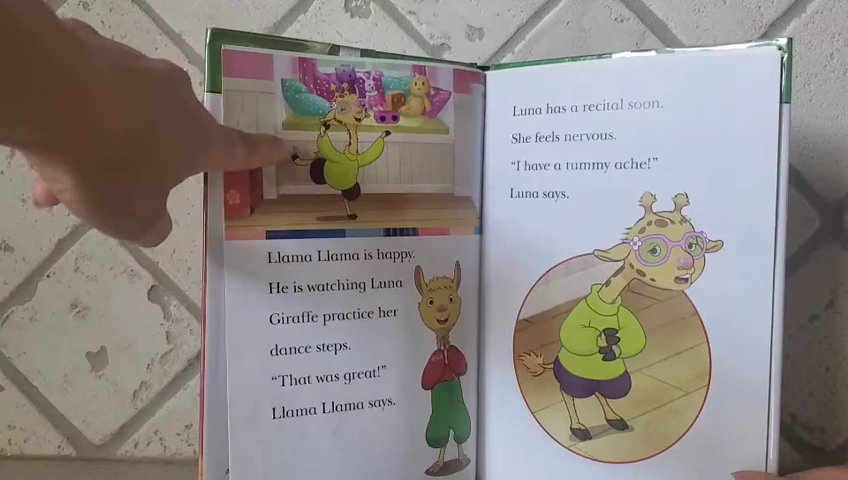 Llama Llama is happy.
He is watching Luna
Giraffe practice her
dance steps.
“That was great!”
Llama Llama says.
Luna has a recital soon.
She feels nervous.
“I have a tummy ache!”
Luna says.